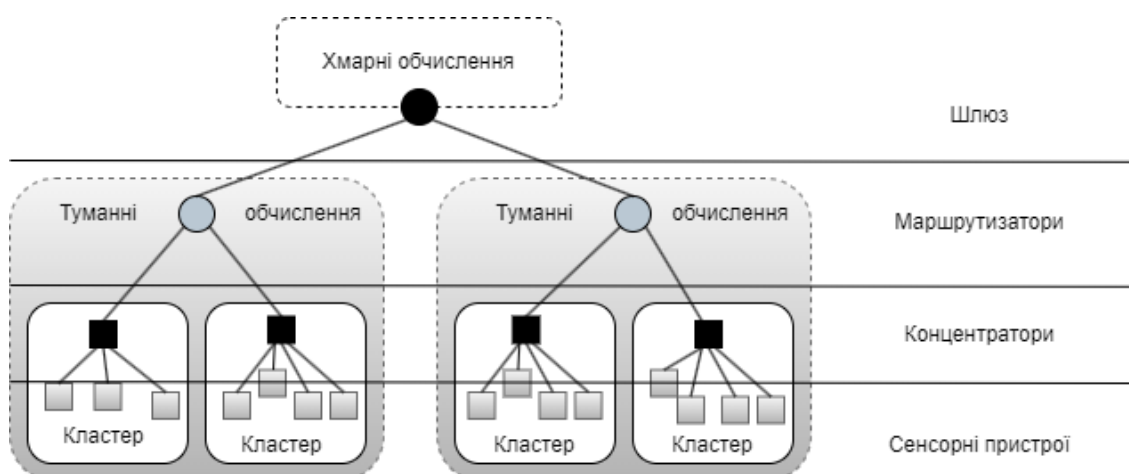 Хмарні обчислення
Шлюз
Туманні обчислення
Туманні обчислення
Маршрутизатори
Концентратори
Кластер
Кластер
Кластер
Кластер
Сенсорні пристрої